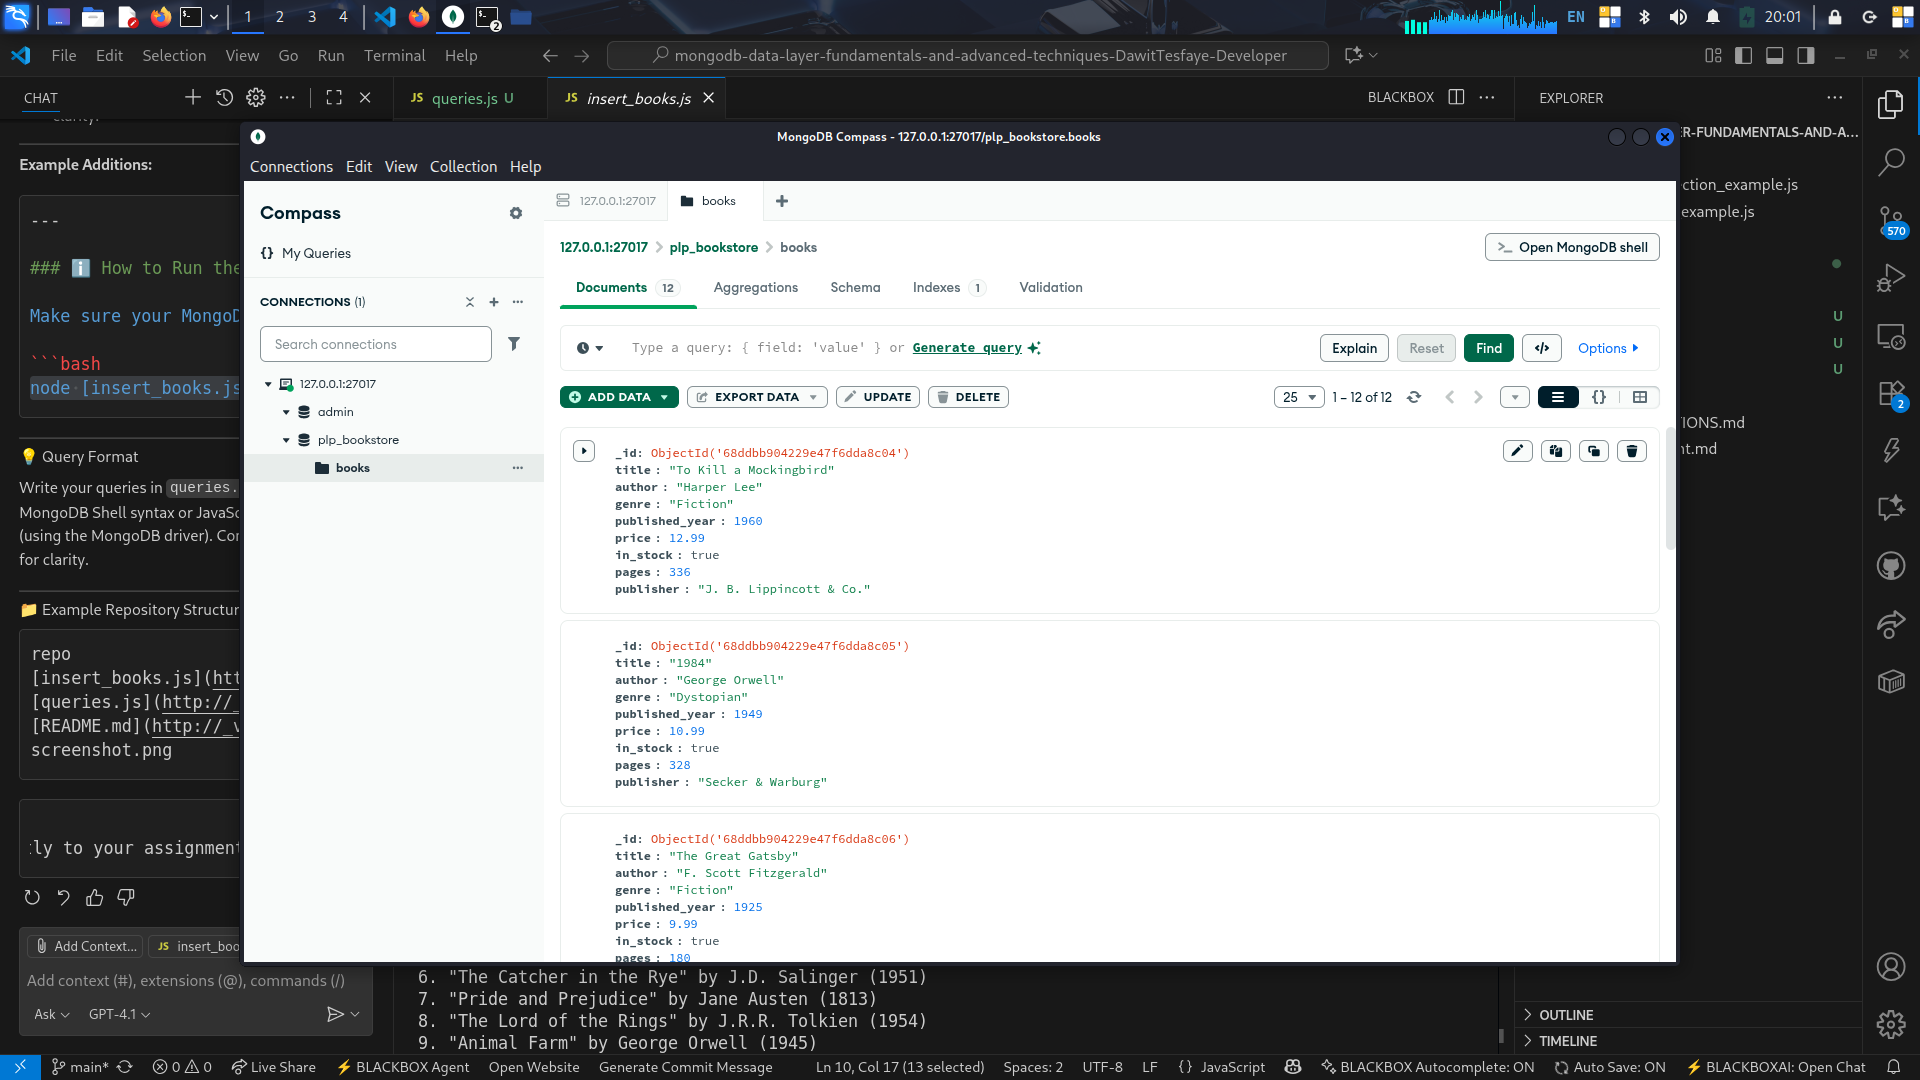 1 2 3 4
2
EN
20:01
File Edit Selection View Go Run Terminal Help
mongodb-data-layer-fundamentals-and-advanced-techniques-DawitTesfaye-Developer
CHAT
JS queries.js U
JS insert_books.js
BLACKBOX
EXPLORER
clarity.
Example Additions:
---
### ℹ️ How to Run the
Make sure your MongoD
```bash
node [insert_books.js
💡 Query Format
Write your queries in queries.
MongoDB Shell syntax or JavaSc
(using the MongoDB driver). Co
for clarity.
📁 Example Repository Structur
repo
[insert_books.js](htt
[queries.js](http://_
[README.md](http://_v
screenshot.png
ly to your assignment
Add Context...
JS insert_boo
Add context (#), extensions (@), commands (/)
Ask
GPT-4.1
MongoDB Compass - 127.0.0.1:27017/plp_bookstore.books
Connections Edit View Collection Help
Compass
{} My Queries
CONNECTIONS (1)
Search connections
127.0.0.1:27017
admin
plp_bookstore
books
127.0.0.1:27017
books
127.0.0.1:27017 > plp_bookstore > books
>_ Open MongoDB shell
Documents 12
Aggregations
Schema
Indexes 1
Validation
Type a query: { field: 'value' } or Generate query
Explain
Reset
Find
</>
Options
ADD DATA
EXPORT DATA
UPDATE
DELETE
25
1 – 12 of 12
{}
_id: ObjectId('68ddbb904229e47f6dda8c04')
title : "To Kill a Mockingbird"
author : "Harper Lee"
genre : "Fiction"
published_year : 1960
price : 12.99
in_stock : true
pages : 336
publisher : "J. B. Lippincott & Co."
_id: ObjectId('68ddbb904229e47f6dda8c05')
title : "1984"
author : "George Orwell"
genre : "Dystopian"
published_year : 1949
price : 10.99
in_stock : true
pages : 328
publisher : "Secker & Warburg"
_id: ObjectId('68ddbb904229e47f6dda8c06')
title : "The Great Gatsby"
author : "F. Scott Fitzgerald"
genre : "Fiction"
published_year : 1925
price : 9.99
in_stock : true
pages : 180
6. "The Catcher in the Rye" by J.D. Salinger (1951)
7. "Pride and Prejudice" by Jane Austen (1813)
8. "The Lord of the Rings" by J.R.R. Tolkien (1954)
9. "Animal Farm" by George Orwell (1945)
R-FUNDAMENTALS-AND-A...
ction_example.js
example.js
U
U
U
IONS.md
nt.md
570
2
OUTLINE
TIMELINE
main*
0 0
Live Share
BLACKBOX Agent
Open Website
Generate Commit Message
Ln 10, Col 17 (13 selected)
Spaces: 2
UTF-8
LF
{} JavaScript
BLACKBOX Autocomplete: ON
Auto Save: ON
BLACKBOXAI: Open Chat